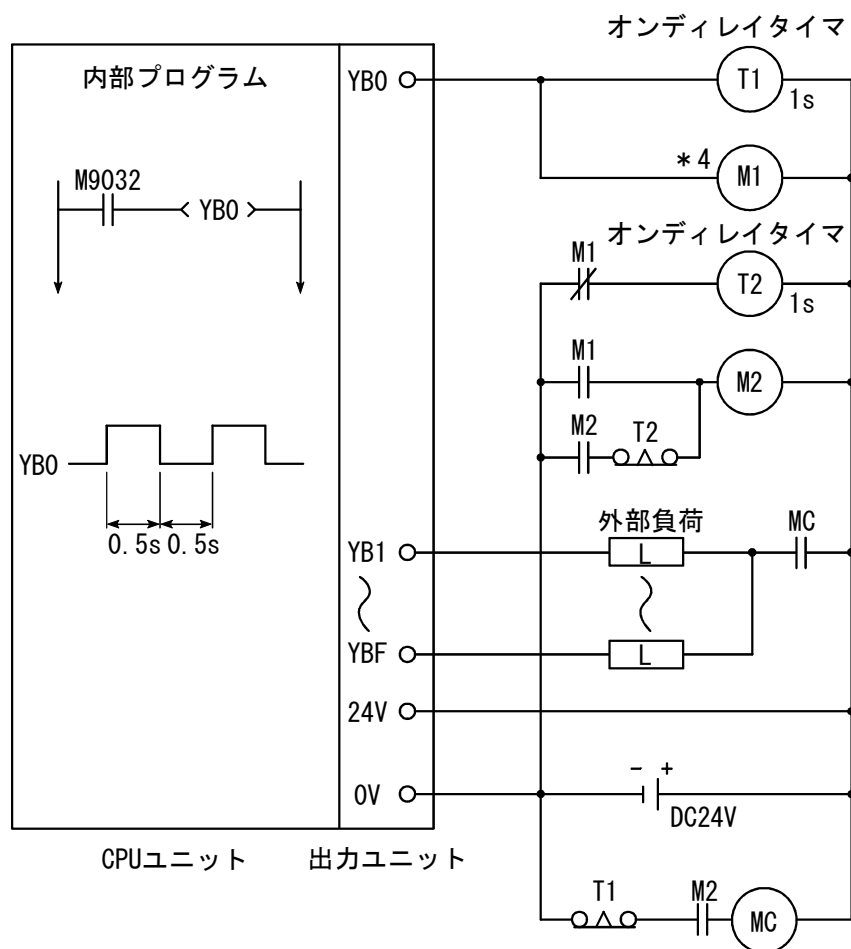 オンディレイタイマ
内部プログラム
YB0
T1
1s
M9032
YB0
*4
M1
オンディレイタイマ
M1
T2
1s
M1
M2
M2
T2
YB0
0.5s 0.5s
外部負荷
MC
YB1
L
YBF
L
24V
- +
0V
DC24V
CPUユニット
出力ユニット
T1
M2
MC